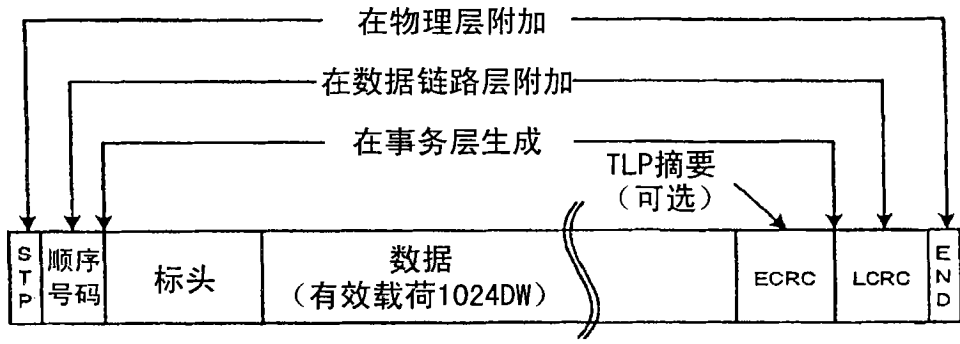 在物理层附加
在数据链路层附加
在事务层生成
TLP摘要
（可选）
STP
顺序
号码
标头
数据
（有效载荷1024DW）
ECRC
LCRC
END